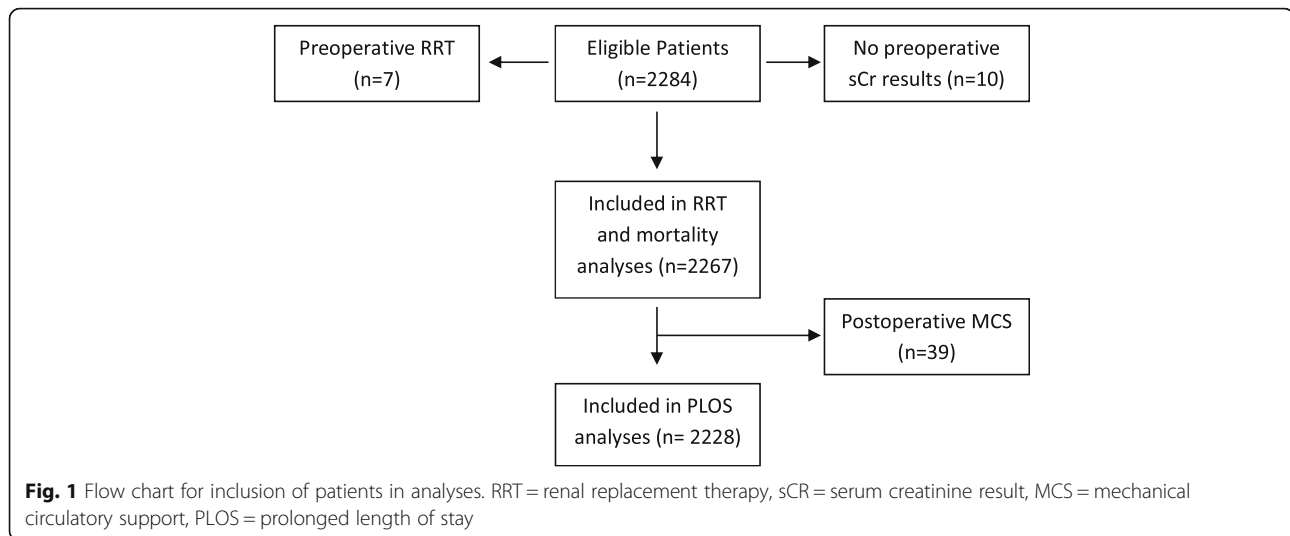 Preoperative RRT
(n=7)
Eligible Patients
(n=2284)
No preoperative
sCr results (n=10)
Included in RRT
and mortality
analyses (n=2267)
Postoperative MCS
(n=39)
Included in PLOS
analyses (n= 2228)
Fig. 1 Flow chart for inclusion of patients in analyses. RRT = renal replacement therapy, sCR = serum creatinine result, MCS = mechanical
circulatory support, PLOS = prolonged length of stay